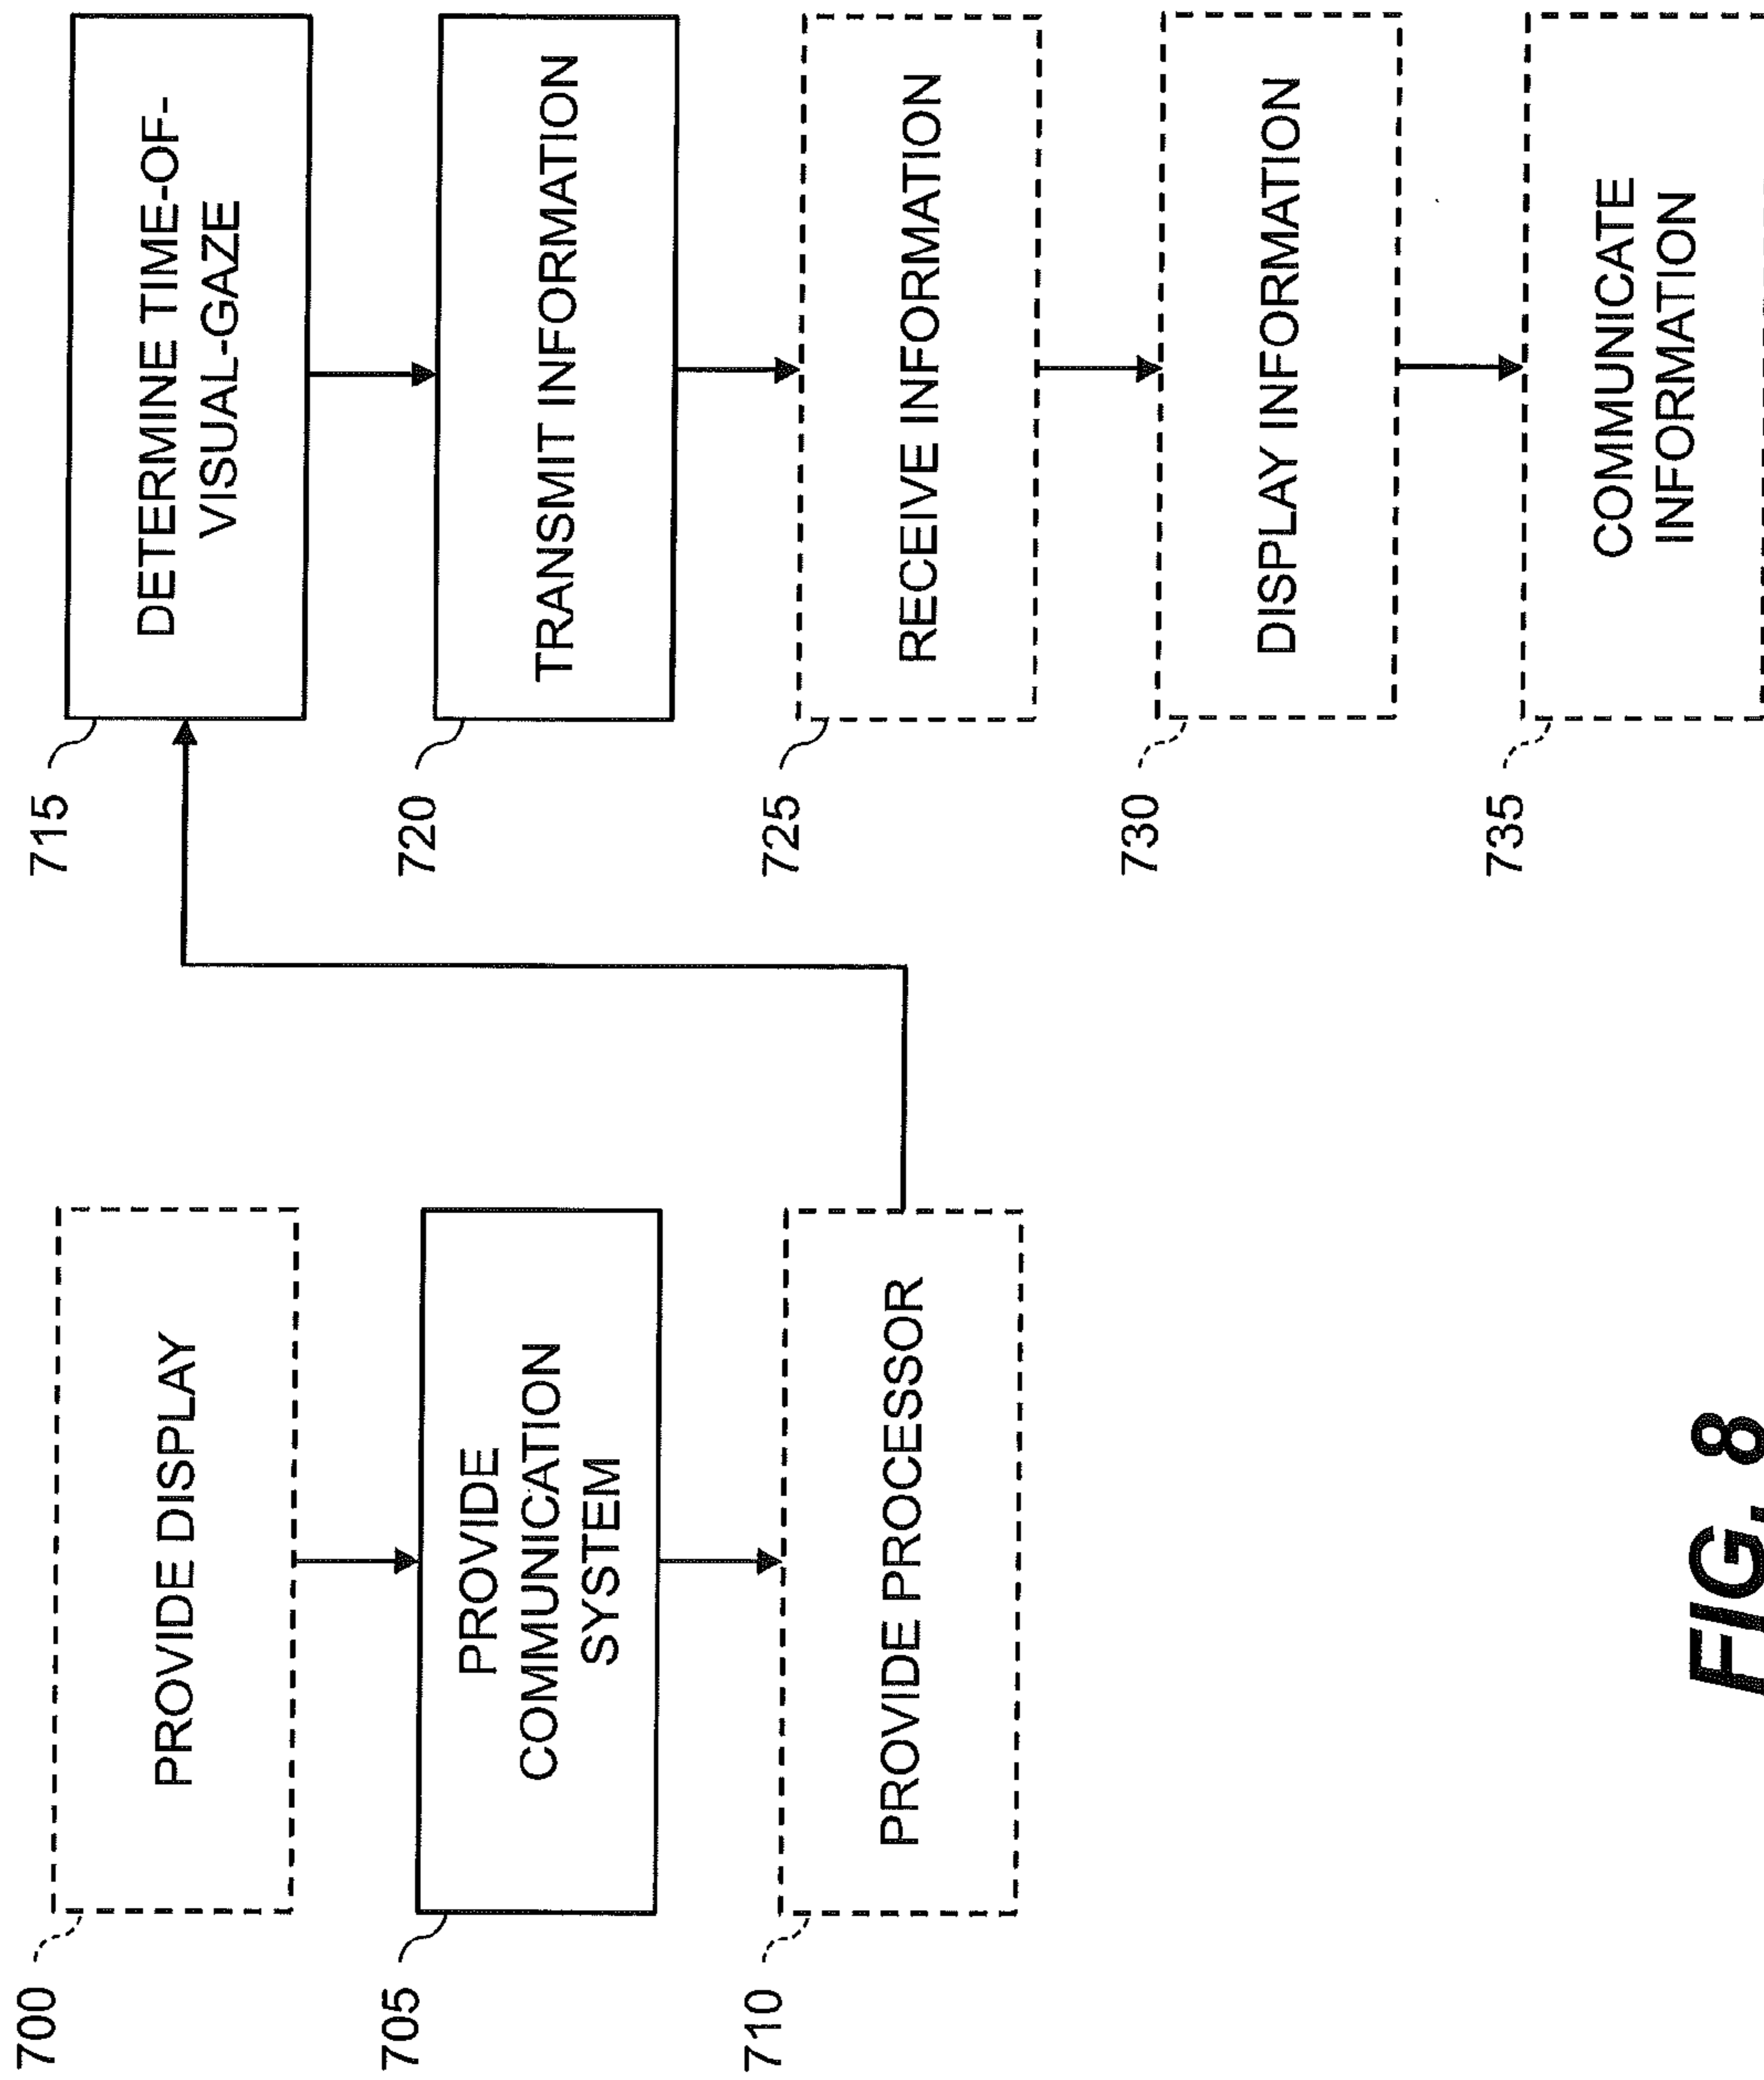 700
PROVIDE DISPLAY
705
PROVIDE
COMMUNICATION
SYSTEM
710
PROVIDE PROCESSOR
715
DETERMINE TIME-OF-
VISUAL-GAZE
720
TRANSMIT INFORMATION
725
RECEIVE INFORMATION
730
DISPLAY INFORMATION
735
COMMUNICATE
INFORMATION
FIG. 8